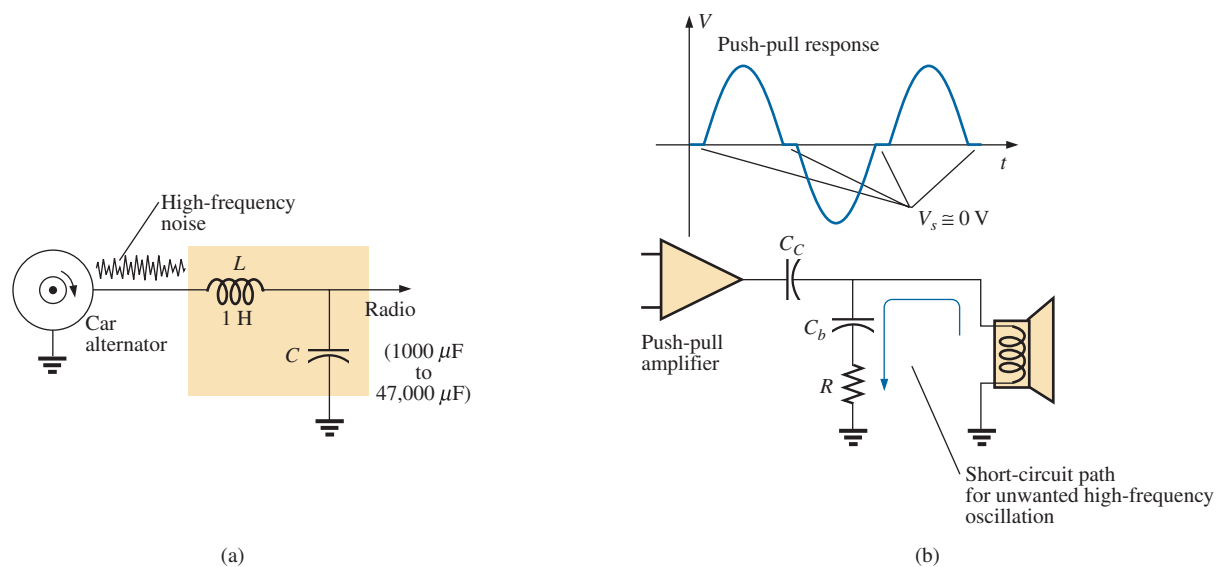 High-frequency
noise
L
1 H
Radio
Car
alternator
C
(1000 μF
to
47,000 μF)
(a)
V
Push-pull response
t
Vs ≅ 0 V
CC
Push-pull
amplifier
Cb
R
Short-circuit path
for unwanted high-frequency
oscillation
(b)